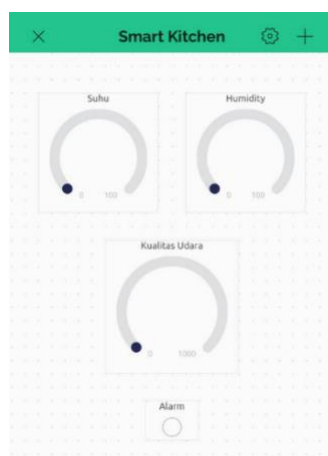 Smart Kitchen
Suhu
0 100
Humidity
0 100
Kualitas Udara
0 1000
Alarm